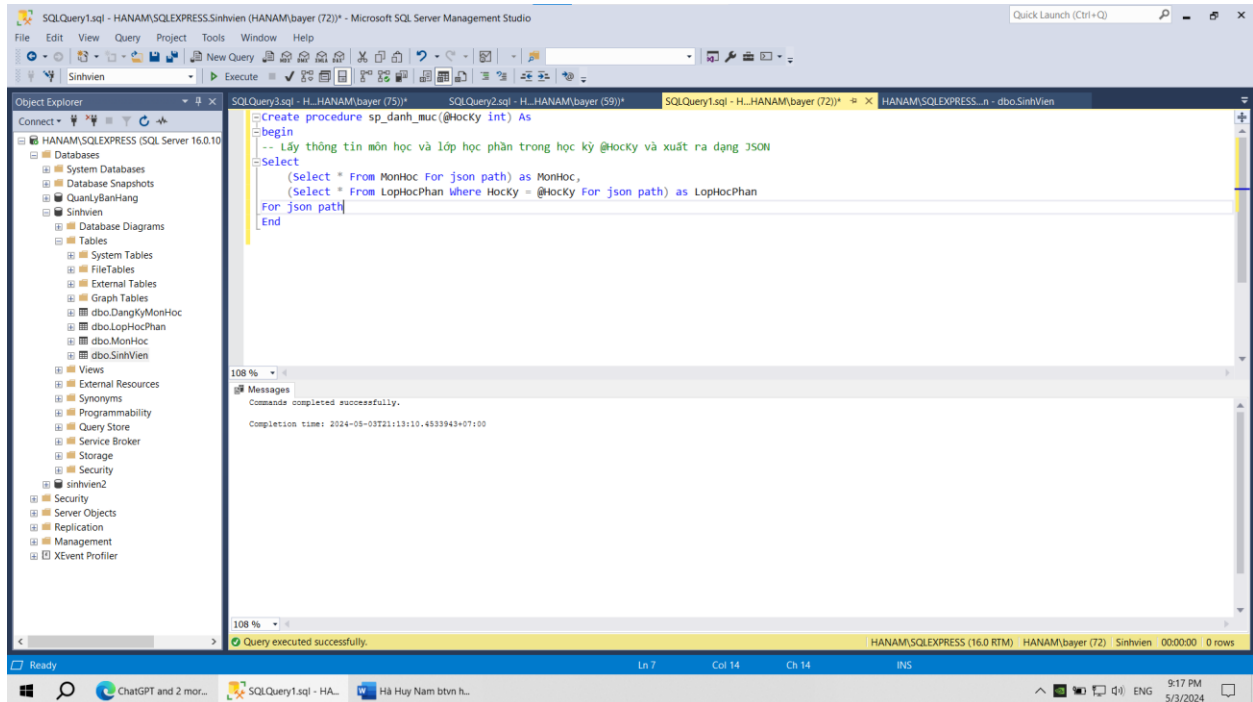 SQLQuery1.sql - HANAM\SQLEXPRESS.Sinhvien (HANAM\bayer (72))* - Microsoft SQL Server Management Studio
Quick Launch (Ctrl+Q)
File Edit View Query Project Tools Window Help
New Query
Sinhvien Execute
Object Explorer
SQLQuery3.sql - H...HANAM\bayer (75))* SQLQuery2.sql - H...HANAM\bayer (59))* SQLQuery1.sql - H...HANAM\bayer (72))* HANAM\SQLEXPRESS...n - dbo.SinhVien
Connect
HANAM\SQLEXPRESS (SQL Server 16.0.10
Databases
System Databases
Database Snapshots
QuanLyBanHang
Sinhvien
Database Diagrams
Tables
System Tables
FileTables
External Tables
Graph Tables
dbo.DangKyMonHoc
dbo.LopHocPhan
dbo.MonHoc
dbo.SinhVien
Views
External Resources
Synonyms
Programmability
Query Store
Service Broker
Storage
Security
sinhvien2
Security
Server Objects
Replication
Management
XEvent Profiler
Create procedure sp_danh_muc(@HocKy int) As
begin
-- Lấy thông tin môn học và lớp học phần trong học kỳ @HocKy và xuất ra dạng JSON
Select
(Select * From MonHoc For json path) as MonHoc,
(Select * From LopHocPhan Where HocKy = @HocKy For json path) as LopHocPhan
For json path
End
108 %
Messages
Commands completed successfully.
Completion time: 2024-05-03T21:13:10.4533943+07:00
108 %
Query executed successfully. HANAM\SQLEXPRESS (16.0 RTM) HANAM\bayer (72) Sinhvien 00:00:00 0 rows
Ready Ln 7 Col 14 Ch 14 INS
ChatGPT and 2 mor... SQLQuery1.sql - HA... Hà Huy Nam btvn h... ENG 9:17 PM
5/3/2024